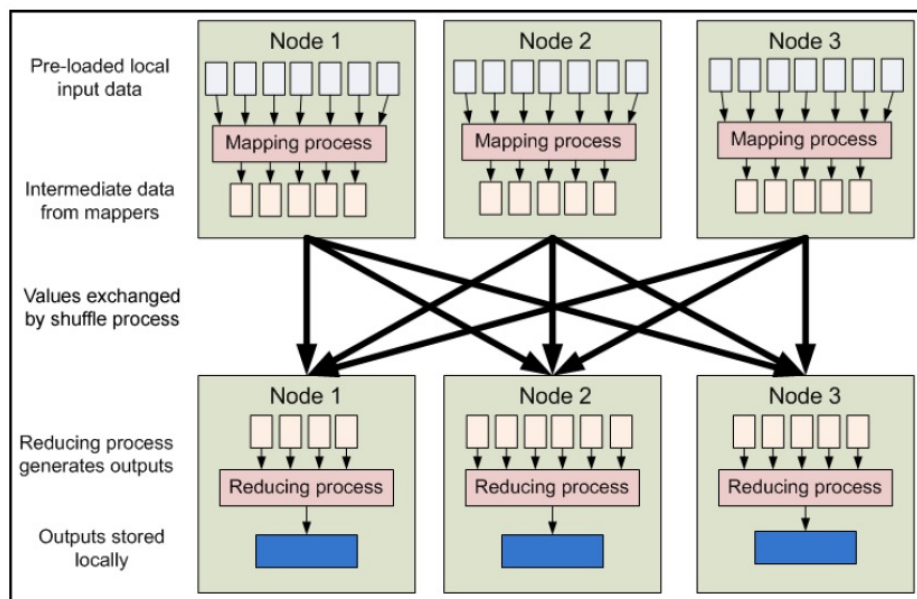 Node 1
Node 2
Node 3
Pre-loaded local
input data
Mapping process
Mapping process
Mapping process
Intermediate data
from mappers
Values exchanged
by shuffle process
Node 1
Node 2
Node 3
Reducing process
generates outputs
Reducing process
Reducing process
Reducing process
Outputs stored
locally